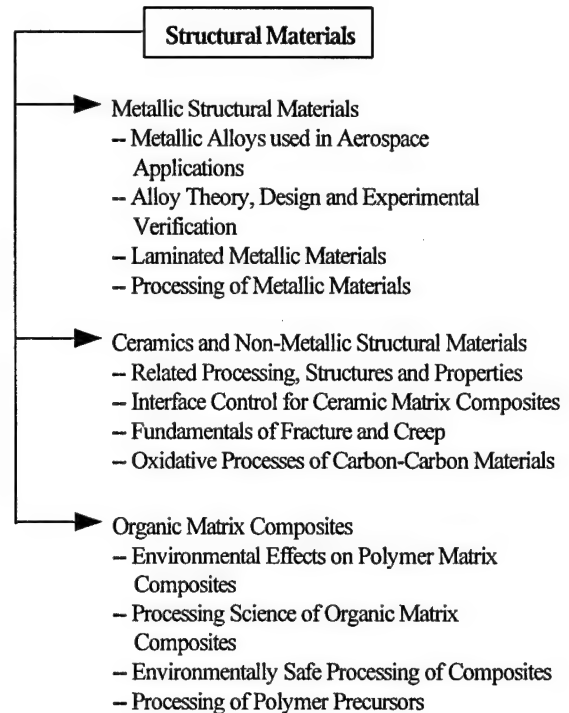 Structural Materials
Metallic Structural Materials
– Metallic Alloys used in Aerospace
Applications
– Alloy Theory, Design and Experimental
Verification
– Laminated Metallic Materials
– Processing of Metallic Materials
Ceramics and Non-Metallic Structural Materials
– Related Processing, Structures and Properties
– Interface Control for Ceramic Matrix Composites
– Fundamentals of Fracture and Creep
– Oxidative Processes of Carbon-Carbon Materials
Organic Matrix Composites
– Environmental Effects on Polymer Matrix
Composites
– Processing Science of Organic Matrix
Composites
– Environmentally Safe Processing of Composites
– Processing of Polymer Precursors